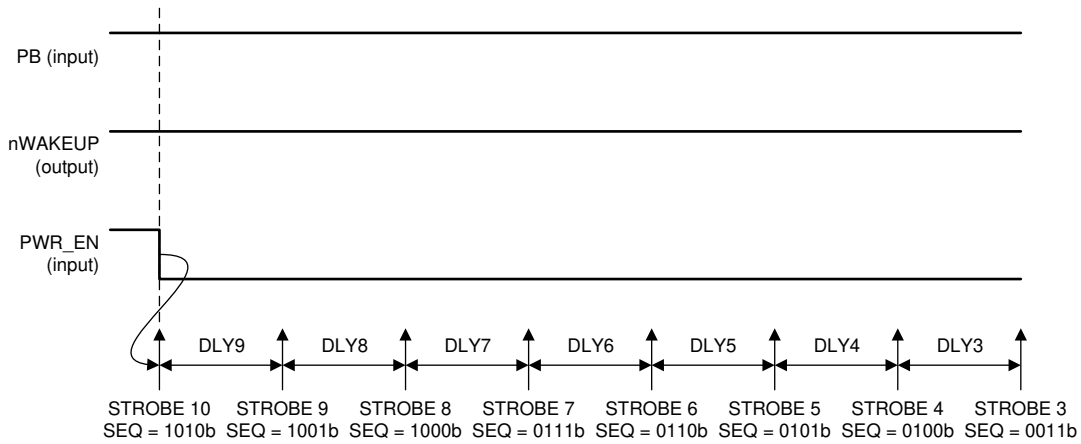 PB (input)
nWAKEUP
(output)
PWR_EN
(input)
DLY9 DLY8 DLY7 DLY6 DLY5 DLY4 DLY3
STROBE 10 STROBE 9 STROBE 8 STROBE 7 STROBE 6 STROBE 5 STROBE 4 STROBE 3
SEQ = 1010b SEQ = 1001b SEQ = 1000b SEQ = 0111b SEQ = 0110b SEQ = 0101b SEQ = 0100b SEQ = 0011b